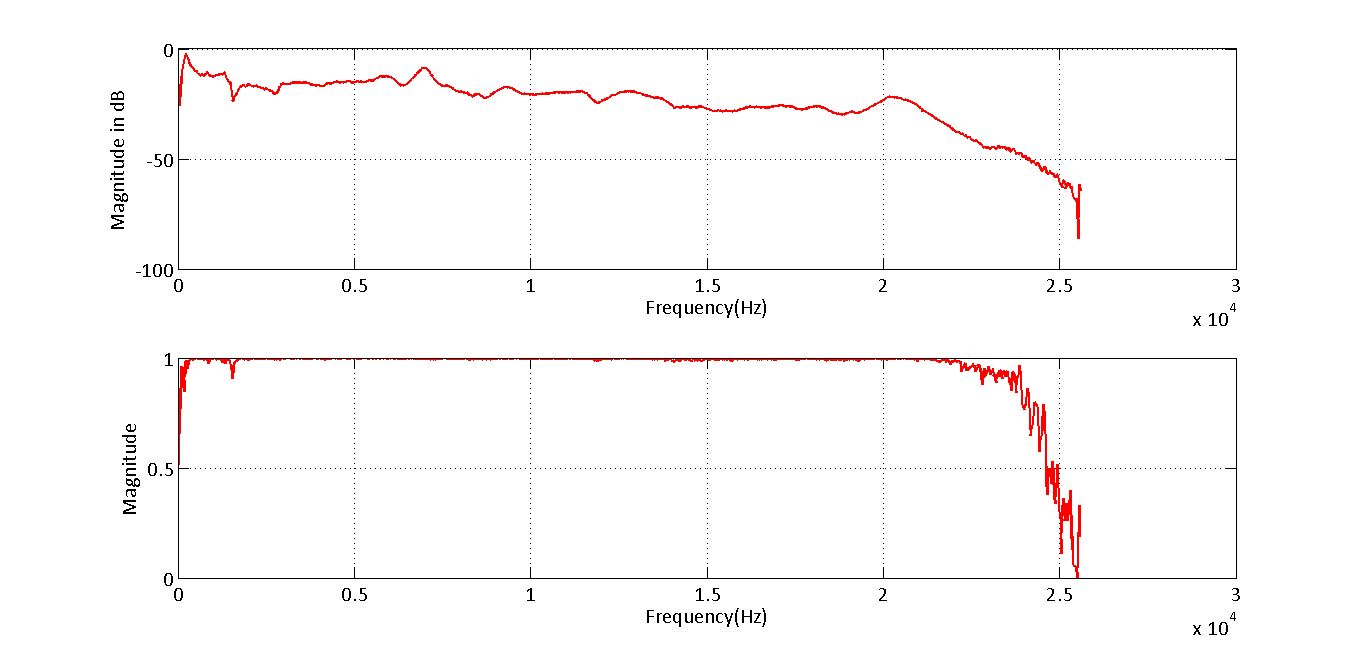 0
-50
-100
Magnitude in dB
0 0.5 1 1.5 2 2.5 3
Frequency(Hz)
x 10^4
1
0.5
0
Magnitude
0 0.5 1 1.5 2 2.5 3
Frequency(Hz)
x 10^4